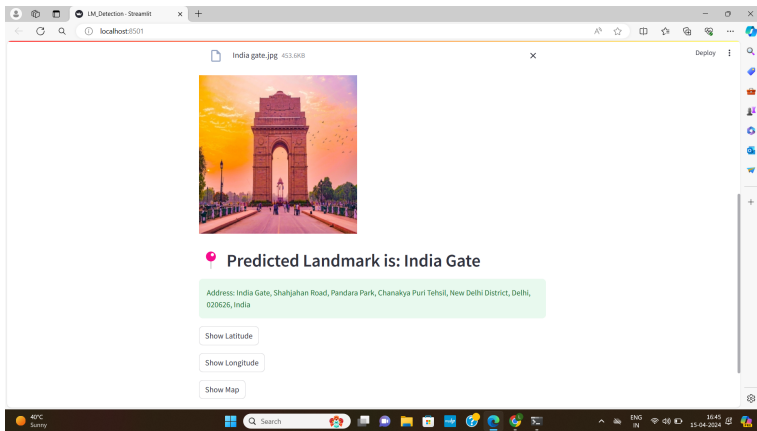 LM_Detection - Streamlit
localhost:8501
Deploy
India gate.jpg 453.6KB
Predicted Landmark is: India Gate
Address: India Gate, Shahjahan Road, Pandara Park, Chanakya Puri Tehsil, New Delhi District, Delhi,
020626, India
Show Latitude
Show Longitude
Show Map
40°C
Sunny
Search
ENG
IN
16:45
15-04-2024